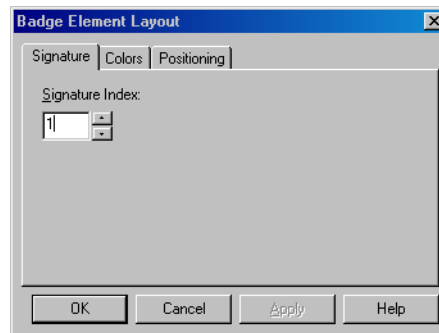 Badge Element Layout
Signature Colors Positioning
Signature Index:
1
OK Cancel Apply Help